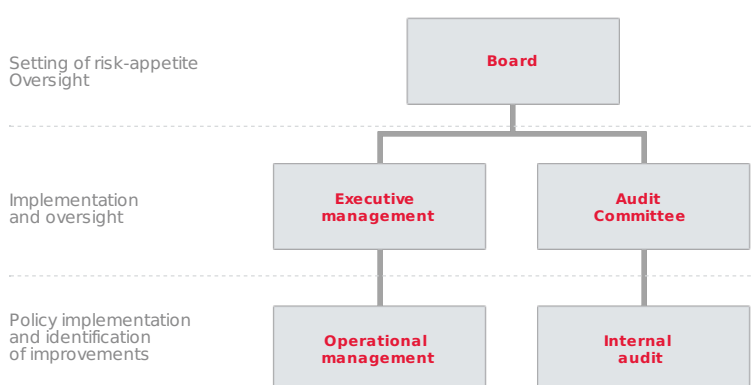 Setting of risk-appetite
Oversight
Board
Implementation
and oversight
Executive
management
Audit
Committee
Policy implementation
and identification
of improvements
Operational
management
Internal
audit